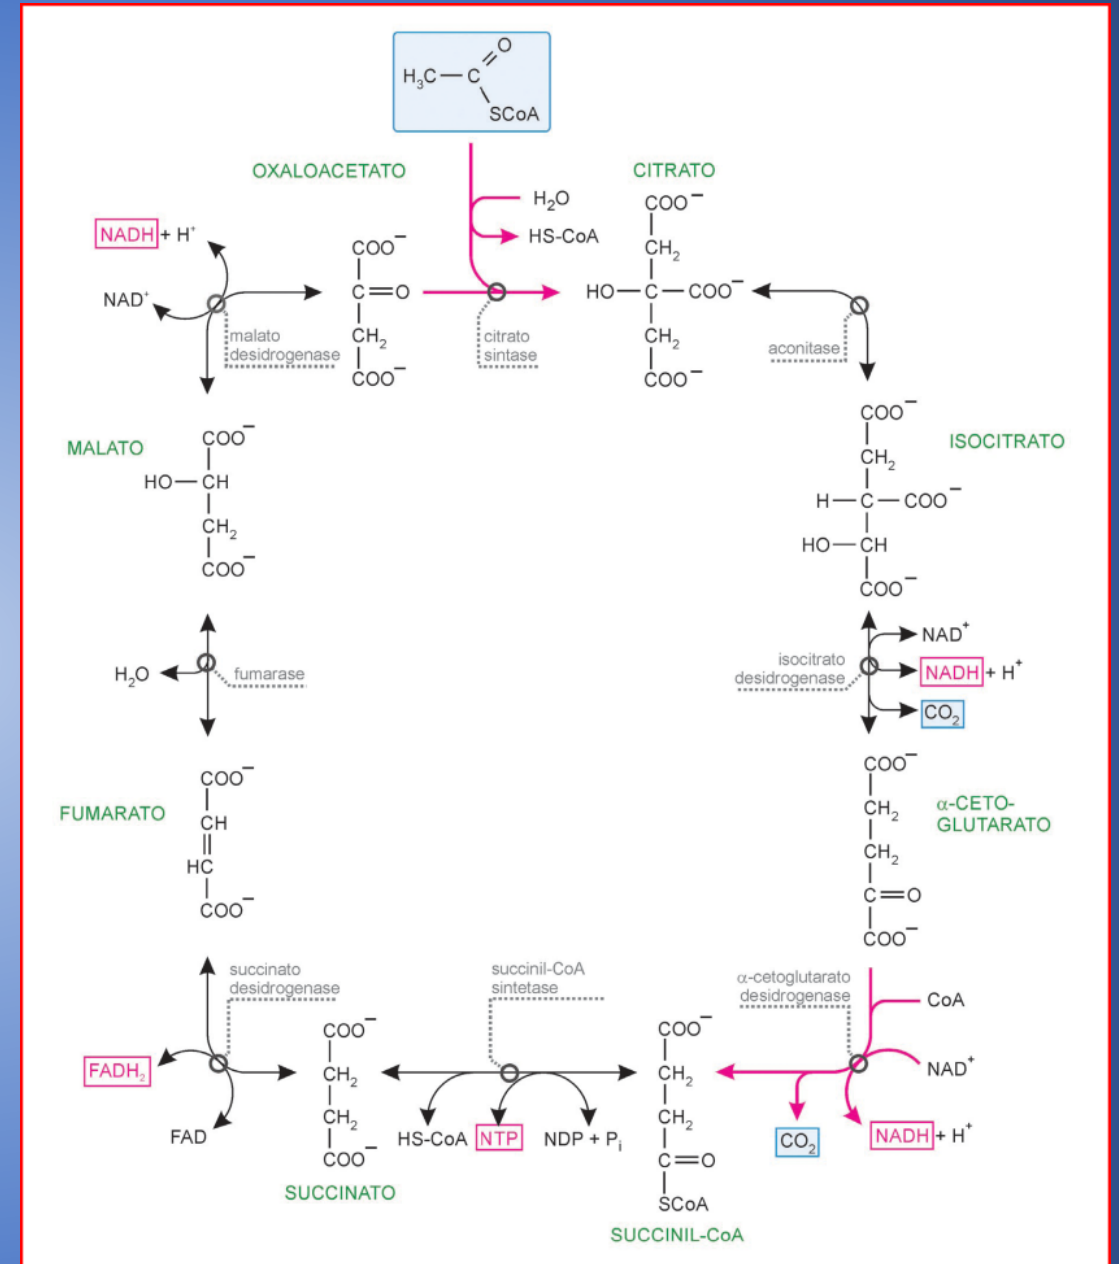 O
H₃C — C
SCoA
OXALOACETATO
CITRATO
H₂O
HS-CoA
NADH + H⁺
NAD⁺
malato
desidrogenase
COO⁻
C=O
CH₂
COO⁻
citrato
sintase
COO⁻
CH₂
HO—C—COO⁻
CH₂
COO⁻
aconitase
MALATO
COO⁻
HO—CH
CH₂
COO⁻
ISOCITRATO
COO⁻
CH₂
H—C—COO⁻
HO—CH
COO⁻
H₂O
fumarase
isocitrato
desidrogenase
NAD⁺
NADH + H⁺
CO₂
FUMARATO
COO⁻
CH
HC
COO⁻
α-CETO-
GLUTARATO
COO⁻
CH₂
CH₂
C=O
COO⁻
succinato
desidrogenase
succinil-CoA
sintetase
α-cetoglutarato
desidrogenase
CoA
NAD⁺
NADH + H⁺
CO₂
FADH₂
FAD
COO⁻
CH₂
CH₂
COO⁻
SUCCINATO
HS-CoA
NTP
NDP + Pᵢ
COO⁻
CH₂
CH₂
C=O
SCoA
SUCCINIL-CoA